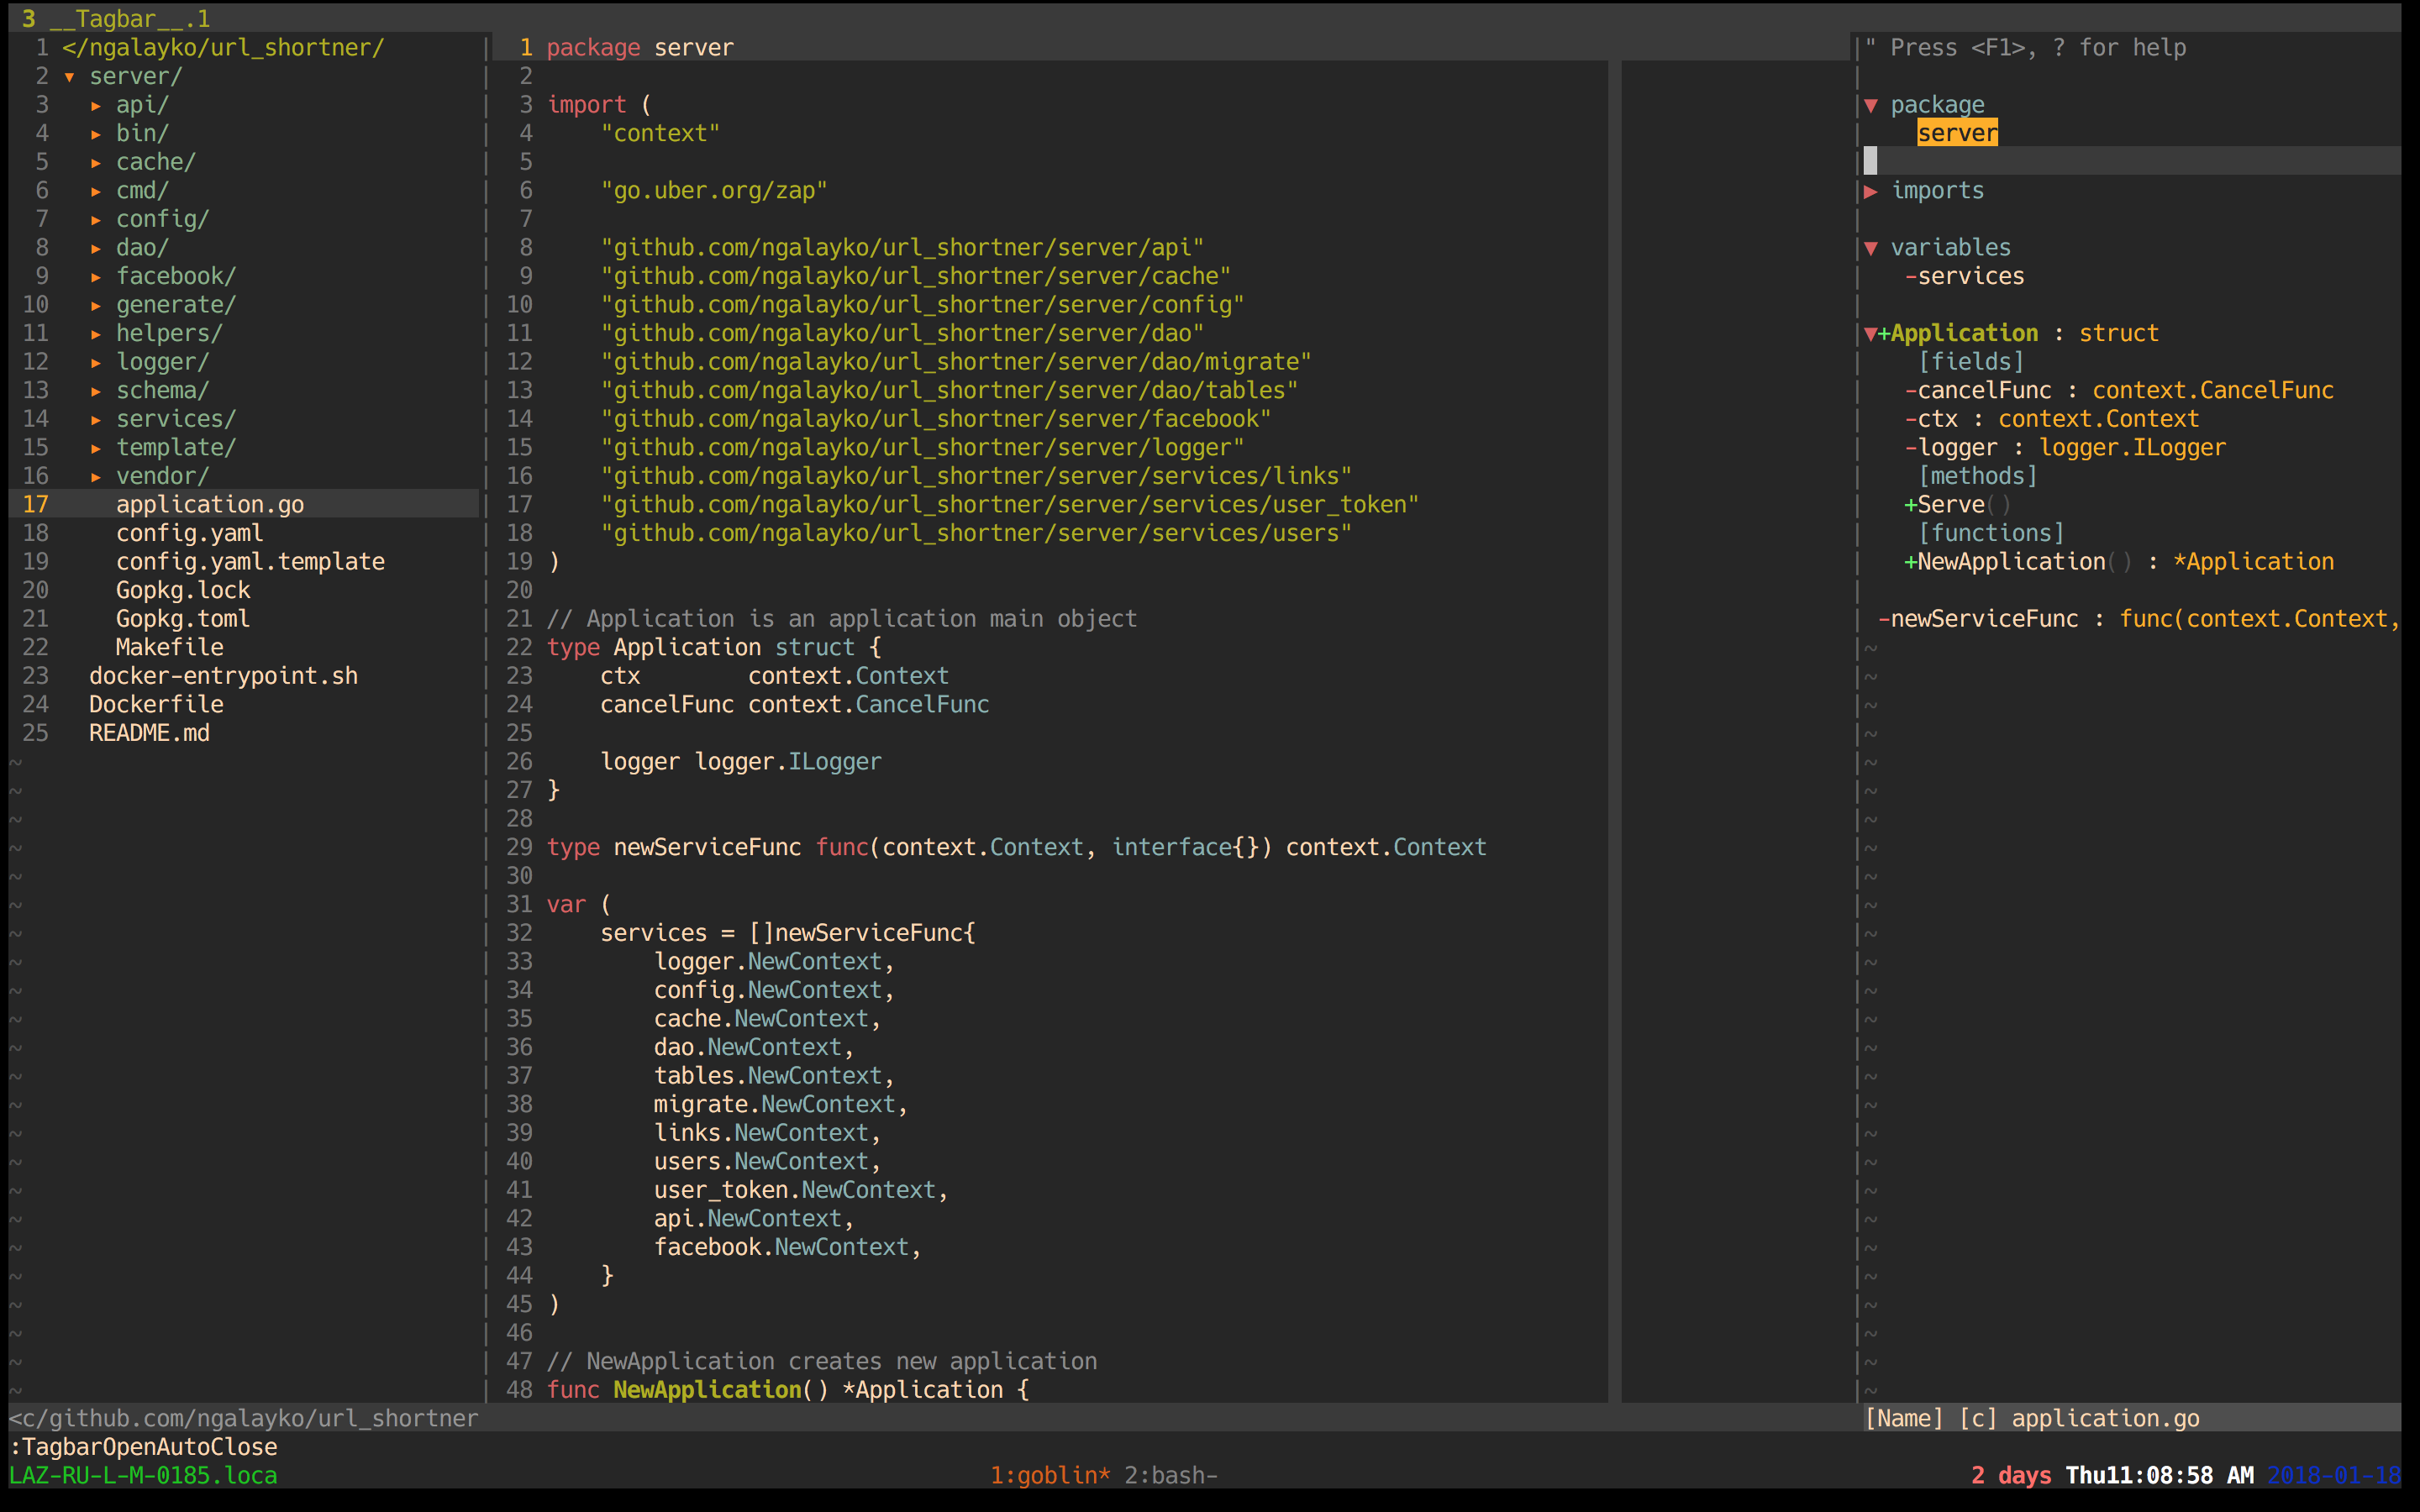 3 __Tagbar__.1
1 </ngalayko/url_shortner/
2 ▾ server/
3 ▸ api/
4 ▸ bin/
5 ▸ cache/
6 ▸ cmd/
7 ▸ config/
8 ▸ dao/
9 ▸ facebook/
10 ▸ generate/
11 ▸ helpers/
12 ▸ logger/
13 ▸ schema/
14 ▸ services/
15 ▸ template/
16 ▸ vendor/
17 application.go
18 config.yaml
19 config.yaml.template
20 Gopkg.lock
21 Gopkg.toml
22 Makefile
23 docker-entrypoint.sh
24 Dockerfile
25 README.md
1 package server
2
3 import (
4     "context"
5
6     "go.uber.org/zap"
7
8     "github.com/ngalayko/url_shortner/server/api"
9     "github.com/ngalayko/url_shortner/server/cache"
10     "github.com/ngalayko/url_shortner/server/config"
11     "github.com/ngalayko/url_shortner/server/dao"
12     "github.com/ngalayko/url_shortner/server/dao/migrate"
13     "github.com/ngalayko/url_shortner/server/dao/tables"
14     "github.com/ngalayko/url_shortner/server/facebook"
15     "github.com/ngalayko/url_shortner/server/logger"
16     "github.com/ngalayko/url_shortner/server/services/links"
17     "github.com/ngalayko/url_shortner/server/services/user_token"
18     "github.com/ngalayko/url_shortner/server/services/users"
19 )
20
21 // Application is an application main object
22 type Application struct {
23     ctx        context.Context
24     cancelFunc context.CancelFunc
25
26     logger logger.ILogger
27 }
28
29 type newServiceFunc func(context.Context, interface{}) context.Context
30
31 var (
32     services = []newServiceFunc{
33         logger.NewContext,
34         config.NewContext,
35         cache.NewContext,
36         dao.NewContext,
37         tables.NewContext,
38         migrate.NewContext,
39         links.NewContext,
40         users.NewContext,
41         user_token.NewContext,
42         api.NewContext,
43         facebook.NewContext,
44     }
45 )
46
47 // NewApplication creates new application
48 func NewApplication() *Application {
" Press <F1>, ? for help
▼ package
server
▶ imports
▼ variables
-services
▼+Application : struct
[fields]
-cancelFunc : context.CancelFunc
-ctx : context.Context
-logger : logger.ILogger
[methods]
+Serve()
[functions]
+NewApplication() : *Application
-newServiceFunc : func(context.Context,
<c/github.com/ngalayko/url_shortner
[Name] [c] application.go
:TagbarOpenAutoClose
LAZ-RU-L-M-0185.loca 1:goblin* 2:bash- 2 days Thu11:08:58 AM 2018-01-18